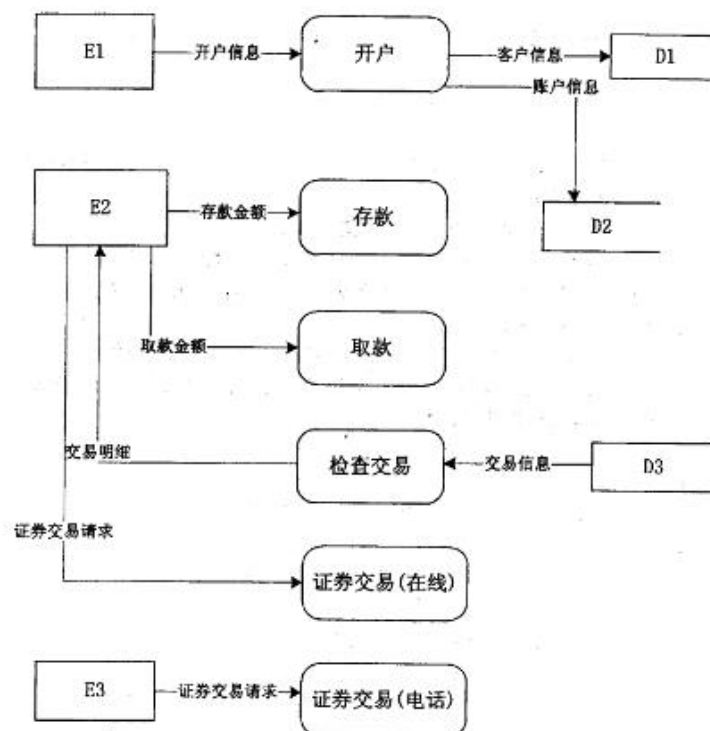 E1 开户信息 开户 客户信息 D1
账户信息
E2 存款金额 存款 D2
取款金额 取款
交易明细 检查交易 交易信息 D3
证券交易请求
证券交易(在线)
E3 证券交易请求 证券交易(电话)